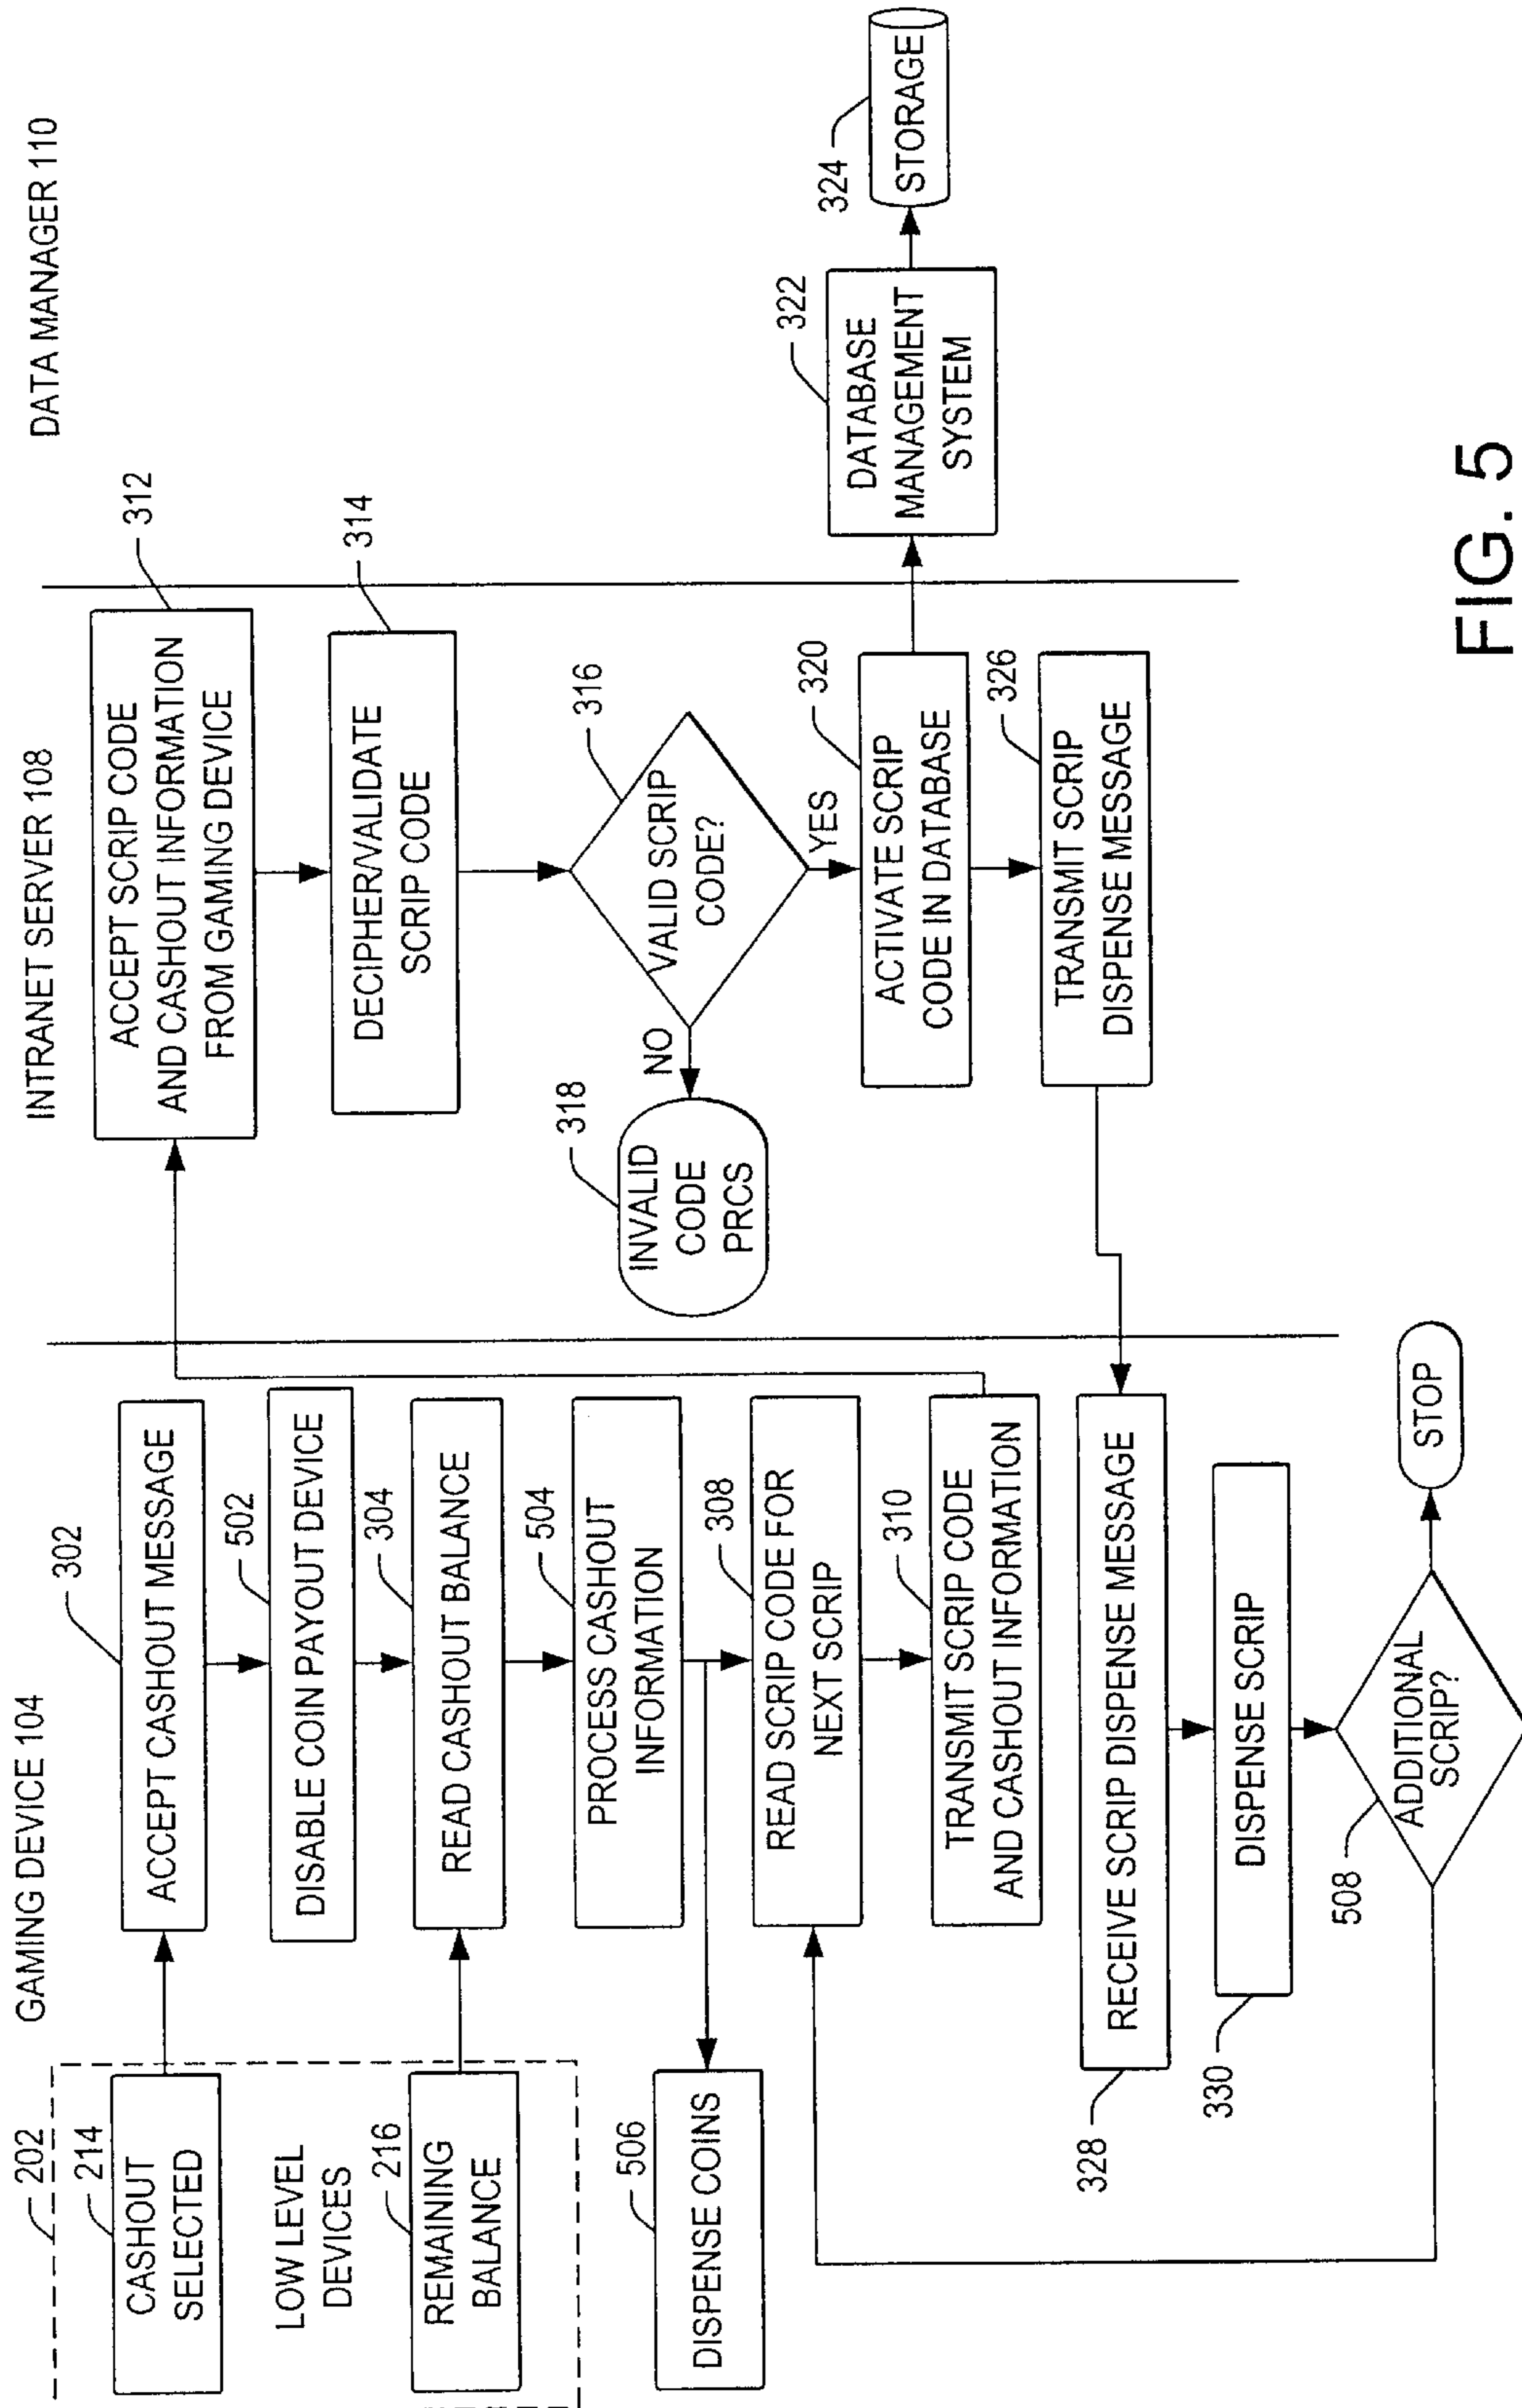 GAMING DEVICE 104
INTRANET SERVER 108
DATA MANAGER 110
202
214
CASHOUT
SELECTED
LOW LEVEL
DEVICES
216
REMAINING
BALANCE
302
ACCEPT CASHOUT MESSAGE
502
DISABLE COIN PAYOUT DEVICE
304
READ CASHOUT BALANCE
504
PROCESS CASHOUT
INFORMATION
506
DISPENSE COINS
308
READ SCRIP CODE FOR
NEXT SCRIP
310
TRANSMIT SCRIP CODE
AND CASHOUT INFORMATION
312
ACCEPT SCRIP CODE
AND CASHOUT INFORMATION
FROM GAMING DEVICE
314
DECIPHER/VALIDATE
SCRIP CODE
316
VALID SCRIP
CODE?
NO
YES
318
INVALID
CODE
PRCS
320
ACTIVATE SCRIP
CODE IN DATABASE
322
DATABASE
MANAGEMENT
SYSTEM
324
STORAGE
326
TRANSMIT SCRIP
DISPENSE MESSAGE
328
RECEIVE SCRIP DISPENSE MESSAGE
330
DISPENSE SCRIP
508
ADDITIONAL
SCRIP?
STOP
FIG. 5